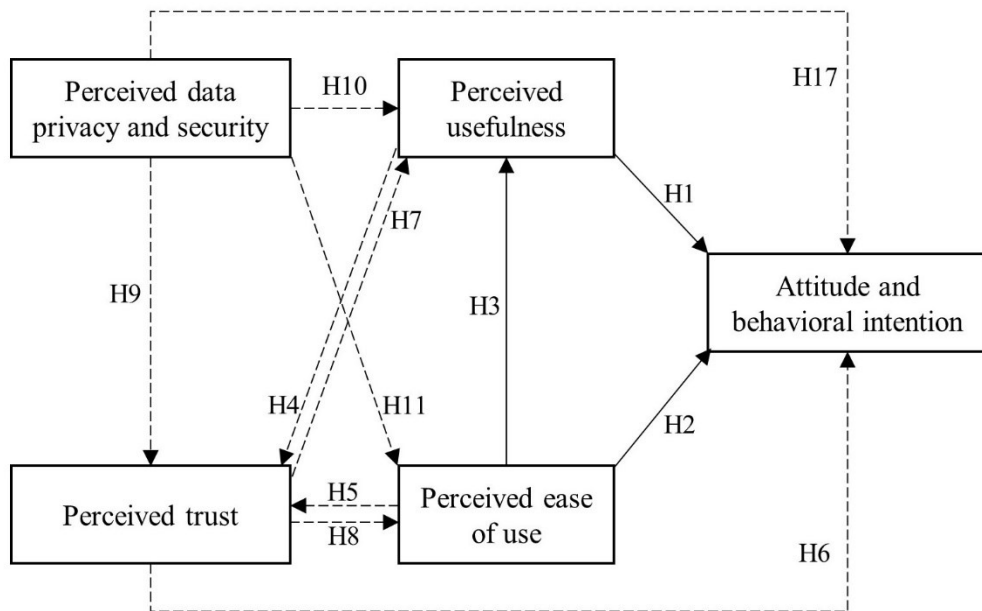 H17
Perceived data
privacy and security
H10
Perceived
usefulness
H7
H1
H9
H3
Attitude and
behavioral intention
H4
H11
H2
Perceived trust
H5
H8
Perceived ease
of use
H6